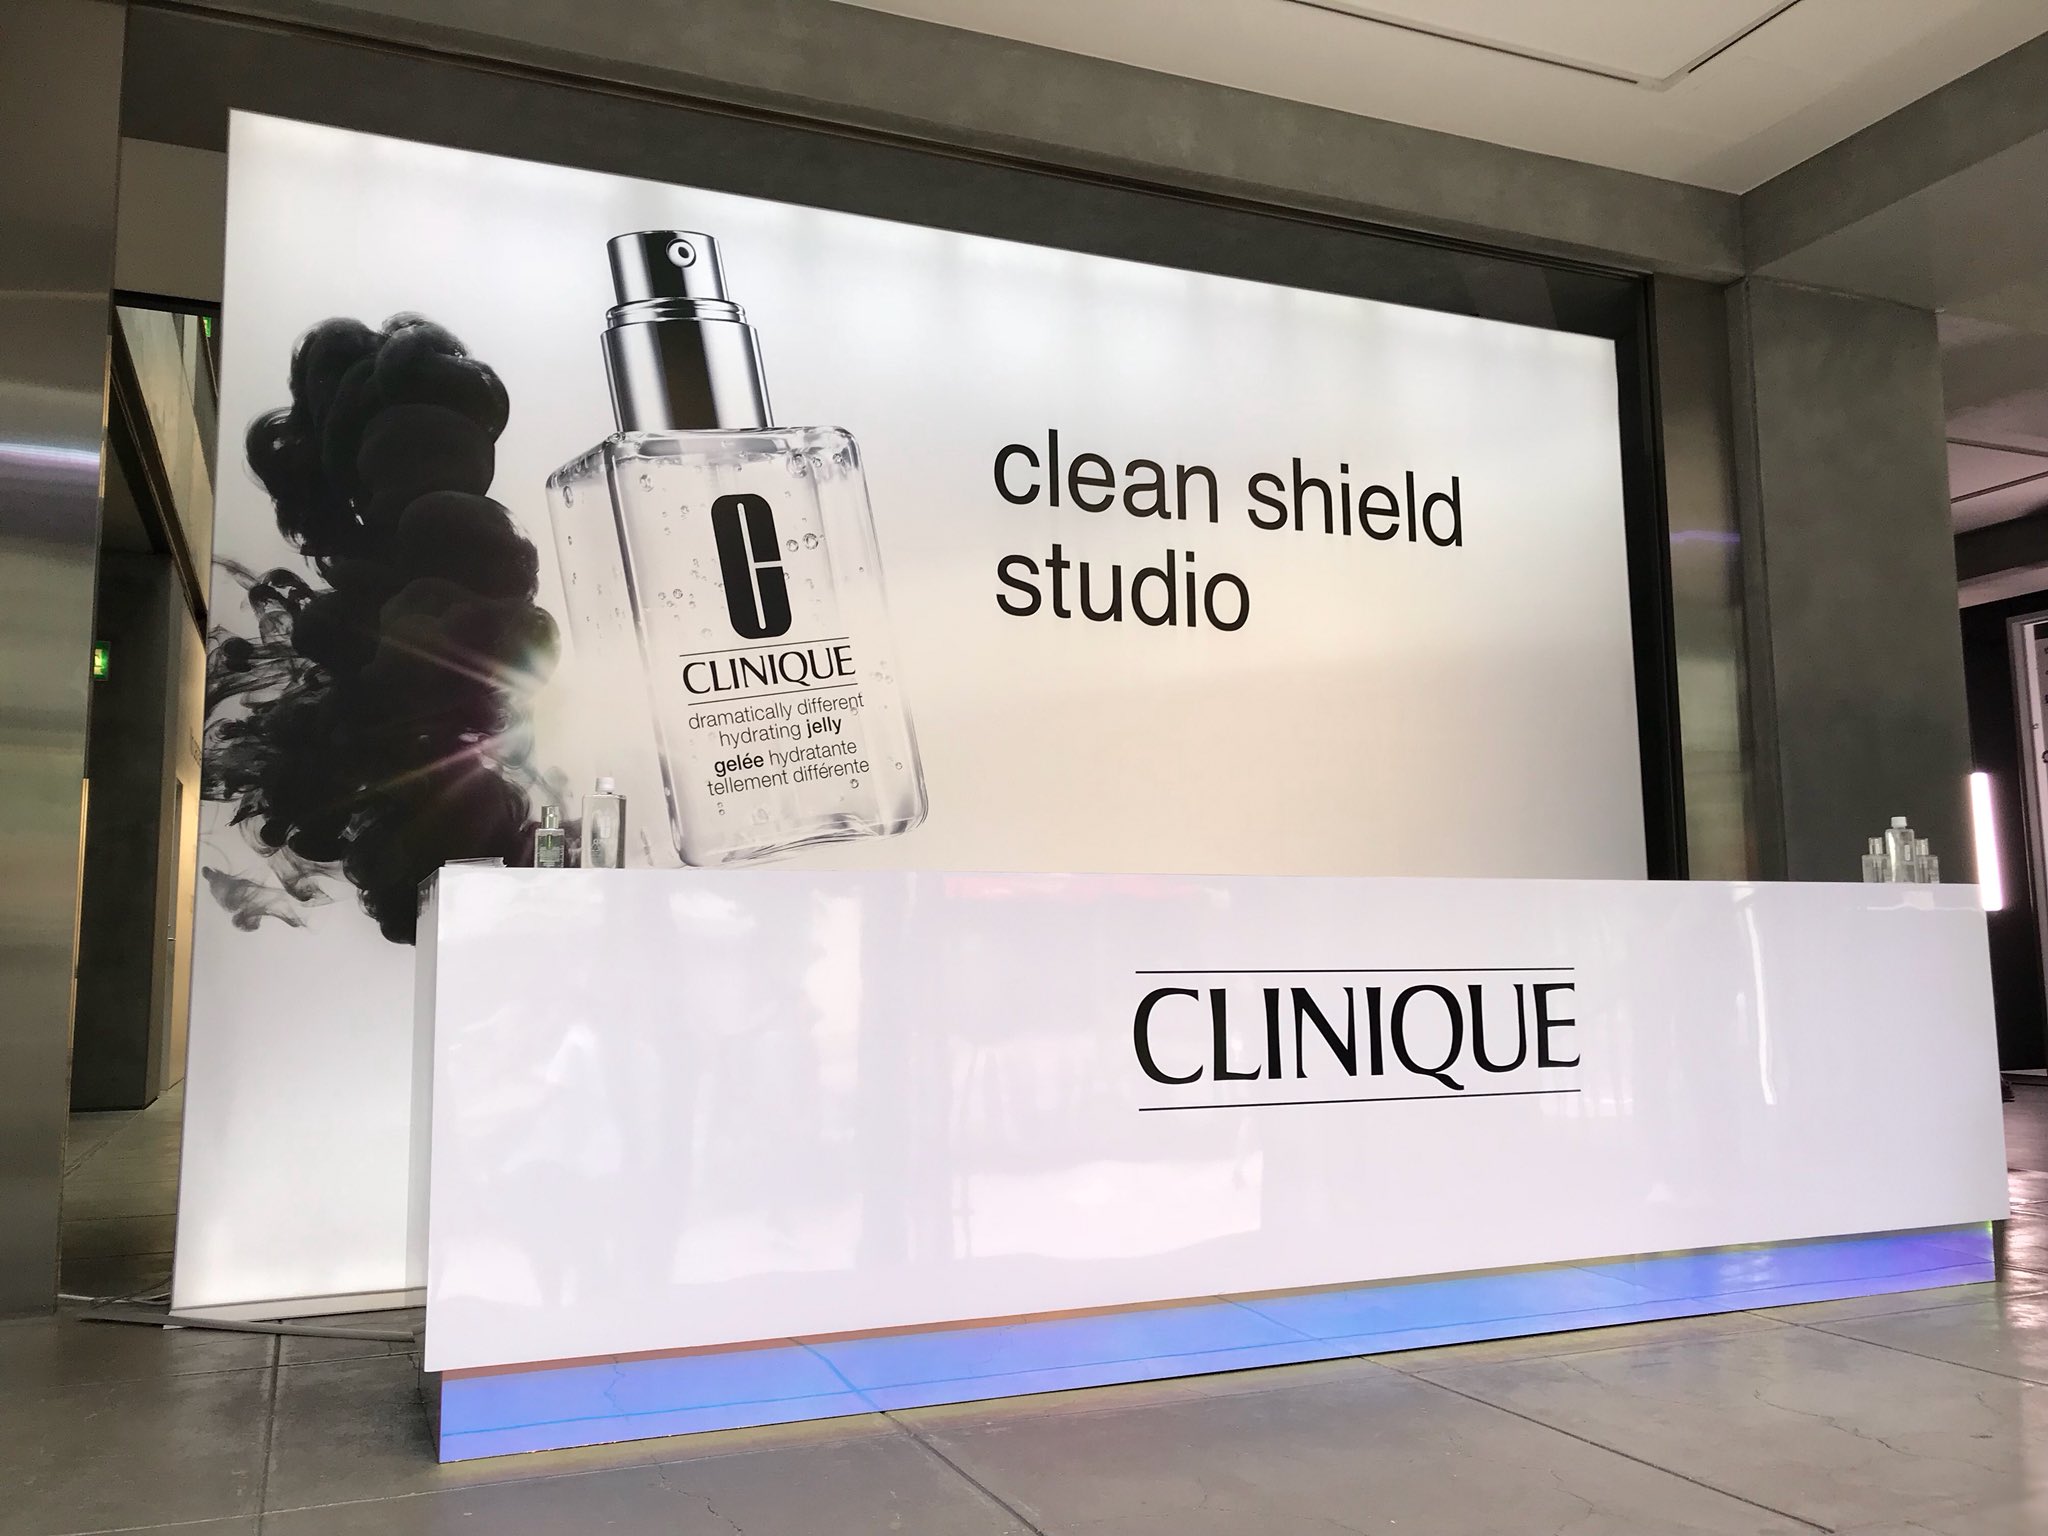 clean shield
studio
C
CLINIQUE
dramatically different
hydrating jelly
gelée hydratante
tellement différente
CLINIQUE